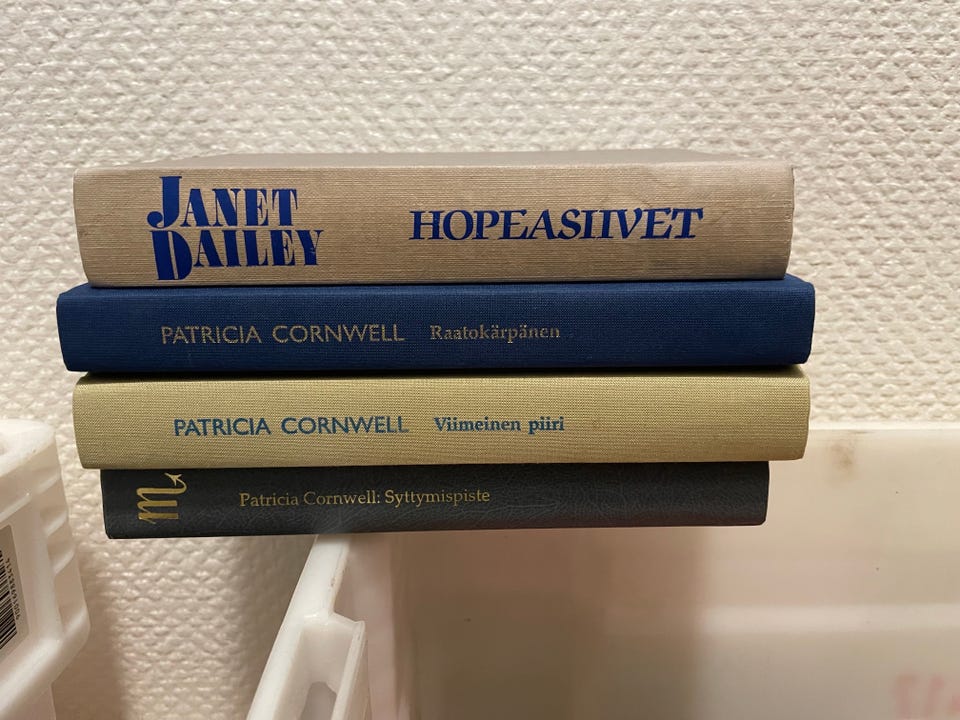 JANET
DAILEY
HOPEASIIVET
PATRICIA CORNWELL Raatokärpänen
PATRICIA CORNWELL Viimeinen piiri
m
Patricia Cornwell: Syttymispiste